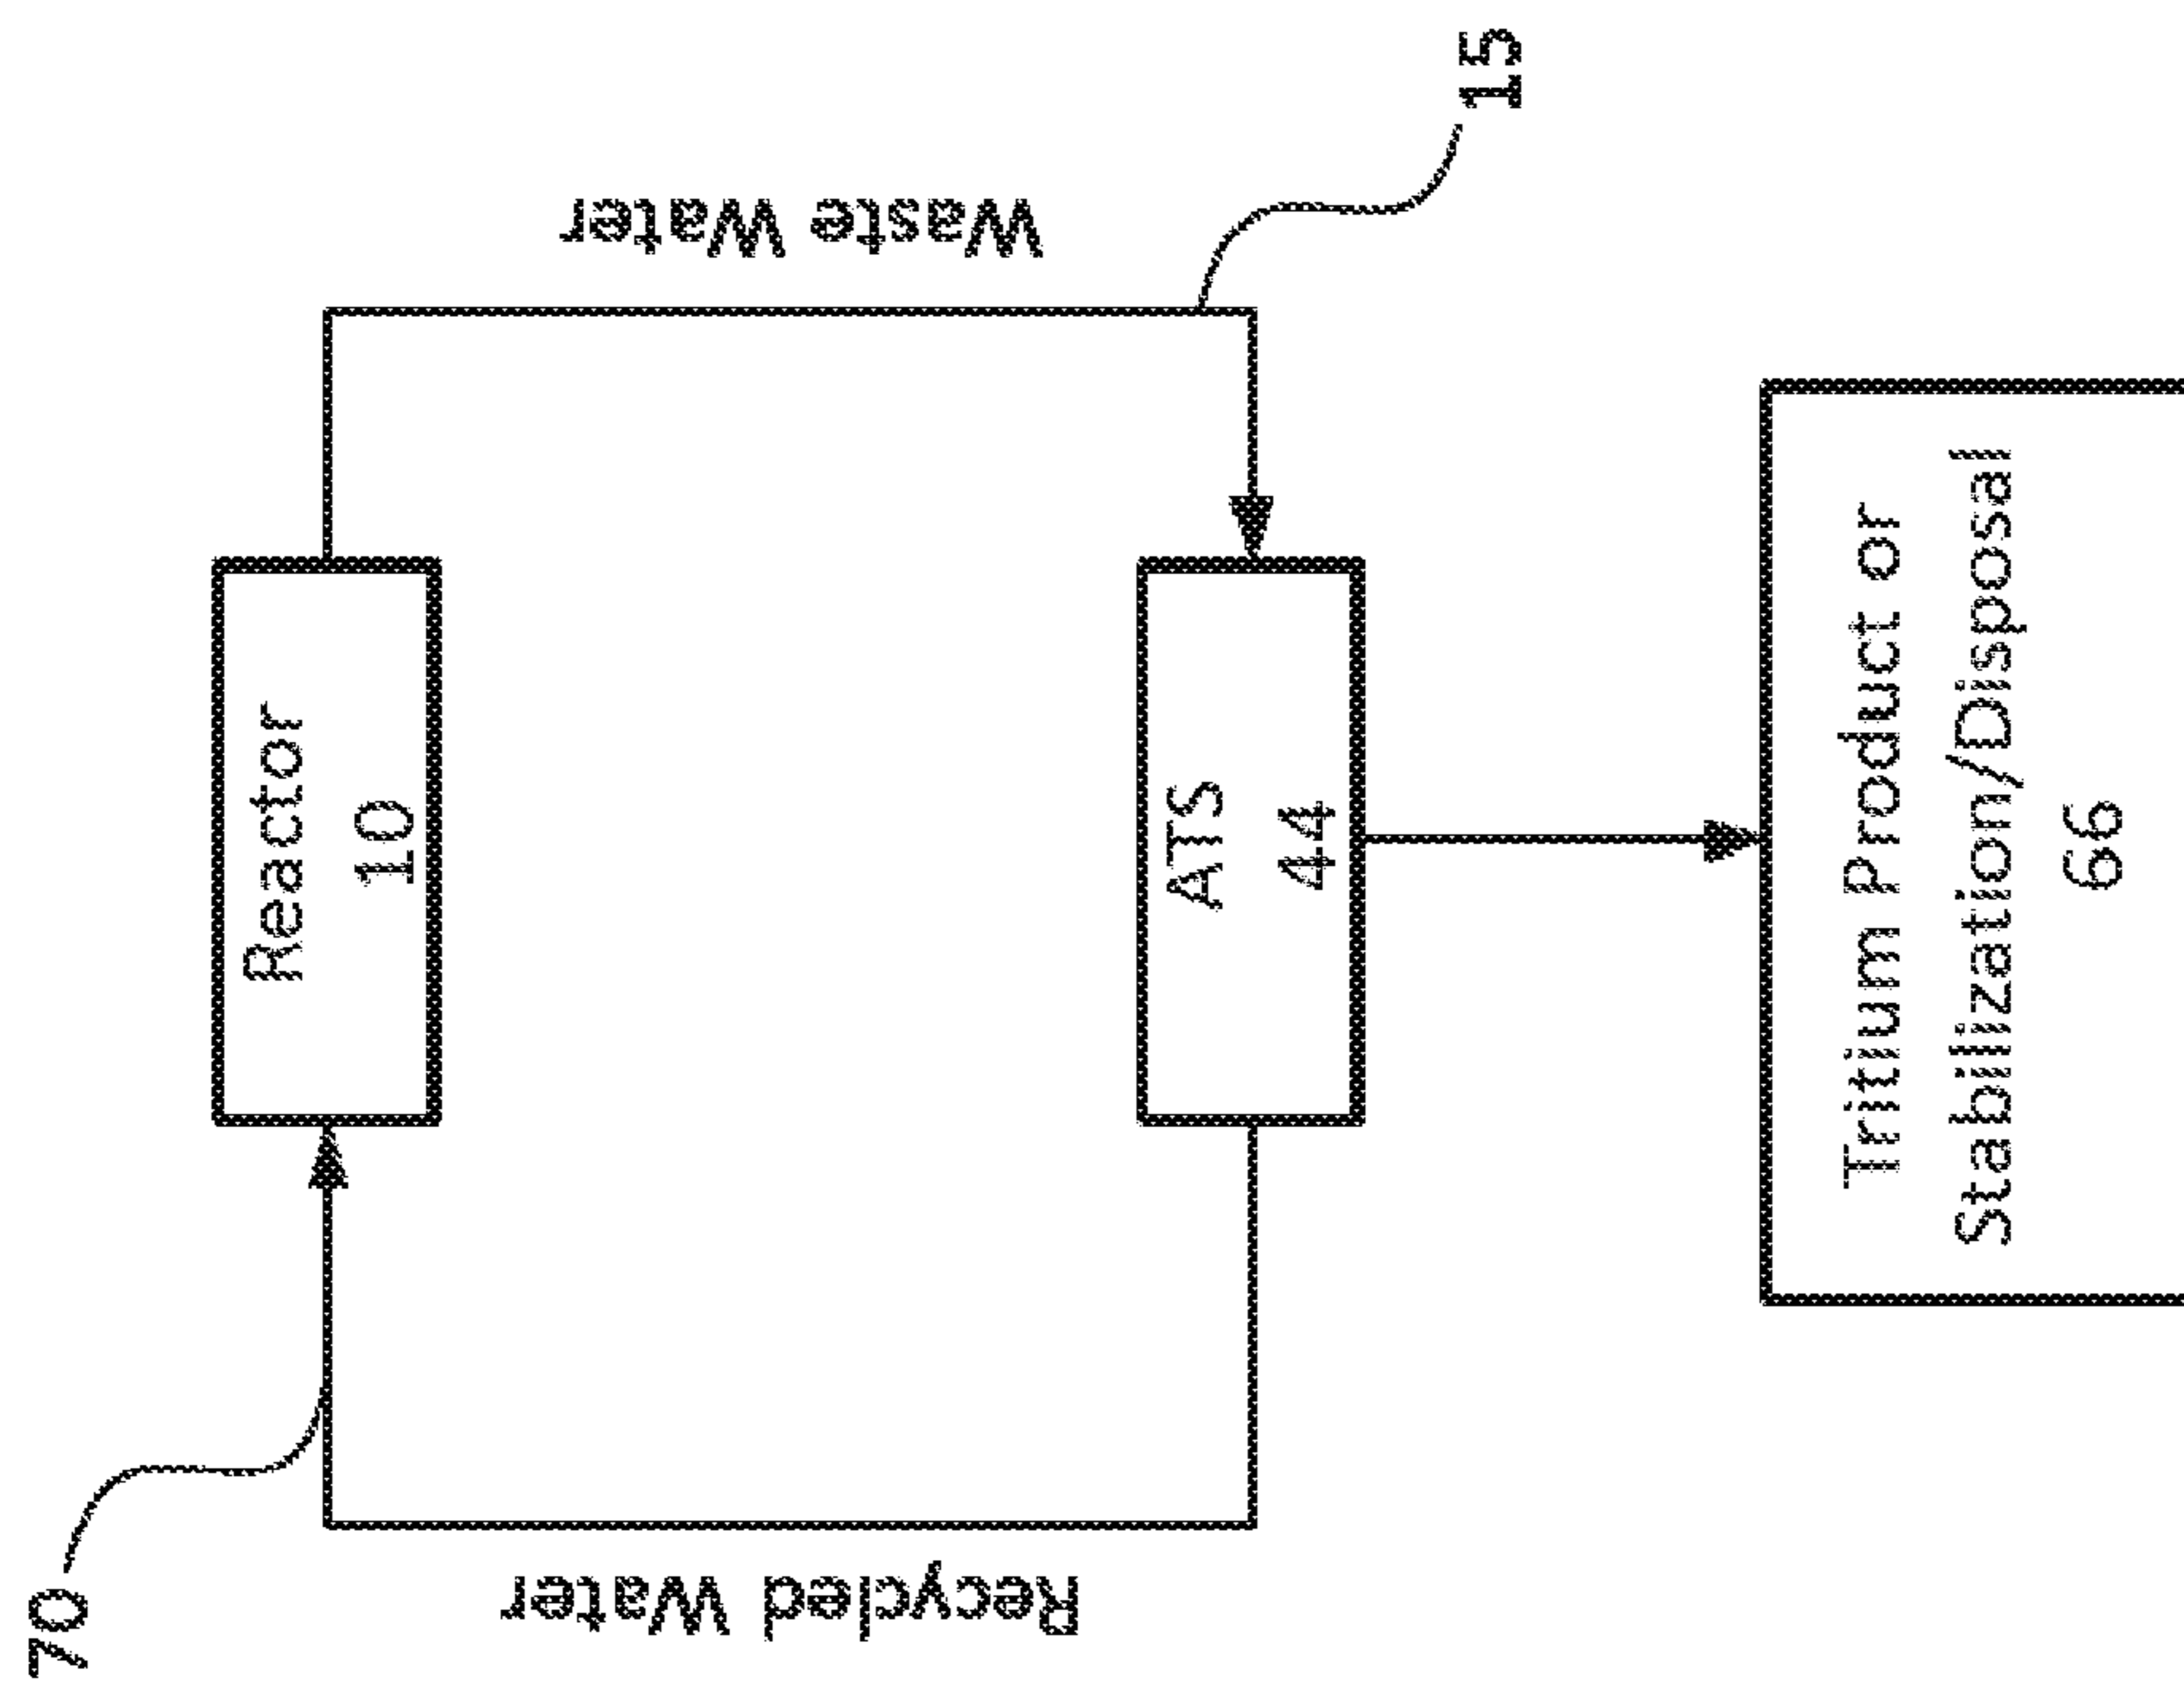 70
Recycled Water
Reactor
10
Waste Water
15
ATS
44
Tritium Product or
Stabilization/Disposal
66